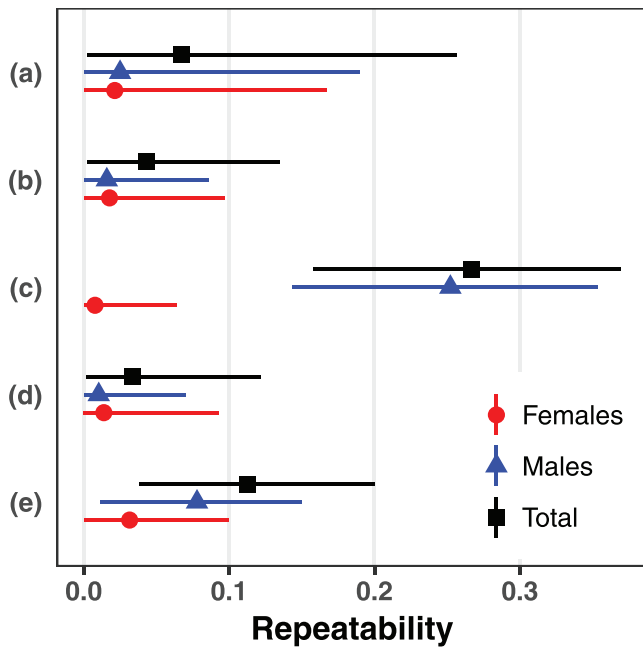 (a)
(b)
(c)
(d)
(e)
Females
Males
Total
0.0 0.1 0.2 0.3
Repeatability